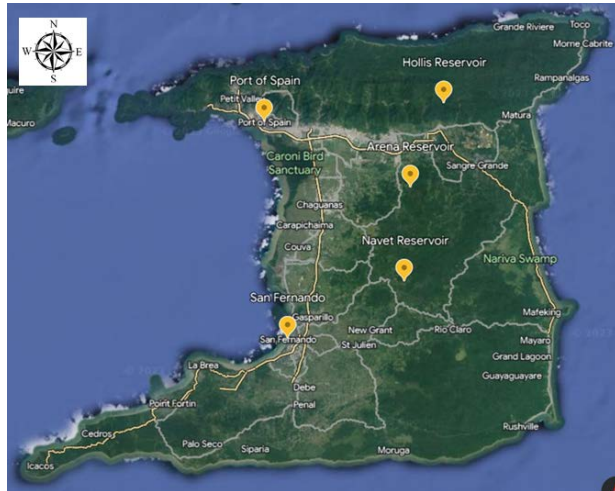 N
W
E
S
Grande Riviere
Toco
Morne Cabrite
Hollis Reservoir
Rampanalgas
Port of Spain
Petit Valley
Port of Spain
Macuro
Matura
Arena Reservoir
Caroni Bird
Sanctuary
Sangre Grande
Chaguanas
Carapichaima
Couva
Navet Reservoir
Nariva Swamp
San Fernando
Gasparillo
San Fernando
New Grant
Rio Claro
Mafeking
St Julien
Mayaro
Grand Lagoon
Guayaguayare
La Brea
Debe
Penal
Point Fortin
Rushville
Cedros
Palo Seco
Siparia
Moruga
Icacos